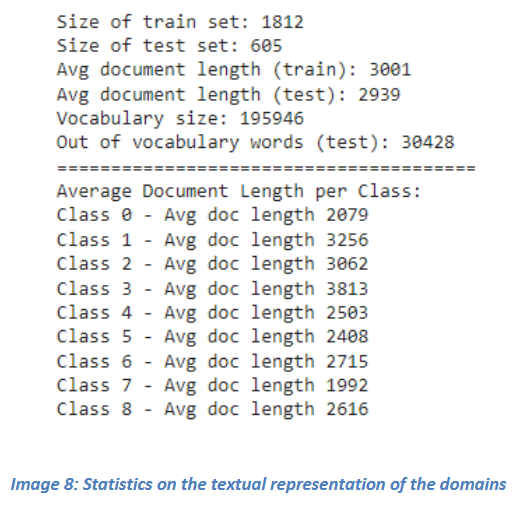 Size of train set: 1812
Size of test set: 605
Avg document length (train): 3001
Avg document length (test): 2939
Vocabulary size: 195946
Out of vocabulary words (test): 30428
=======================================
Average Document Length per Class:
Class 0 - Avg doc length 2079
Class 1 - Avg doc length 3256
Class 2 - Avg doc length 3062
Class 3 - Avg doc length 3813
Class 4 - Avg doc length 2503
Class 5 - Avg doc length 2408
Class 6 - Avg doc length 2715
Class 7 - Avg doc length 1992
Class 8 - Avg doc length 2616
Image 8: Statistics on the textual representation of the domains